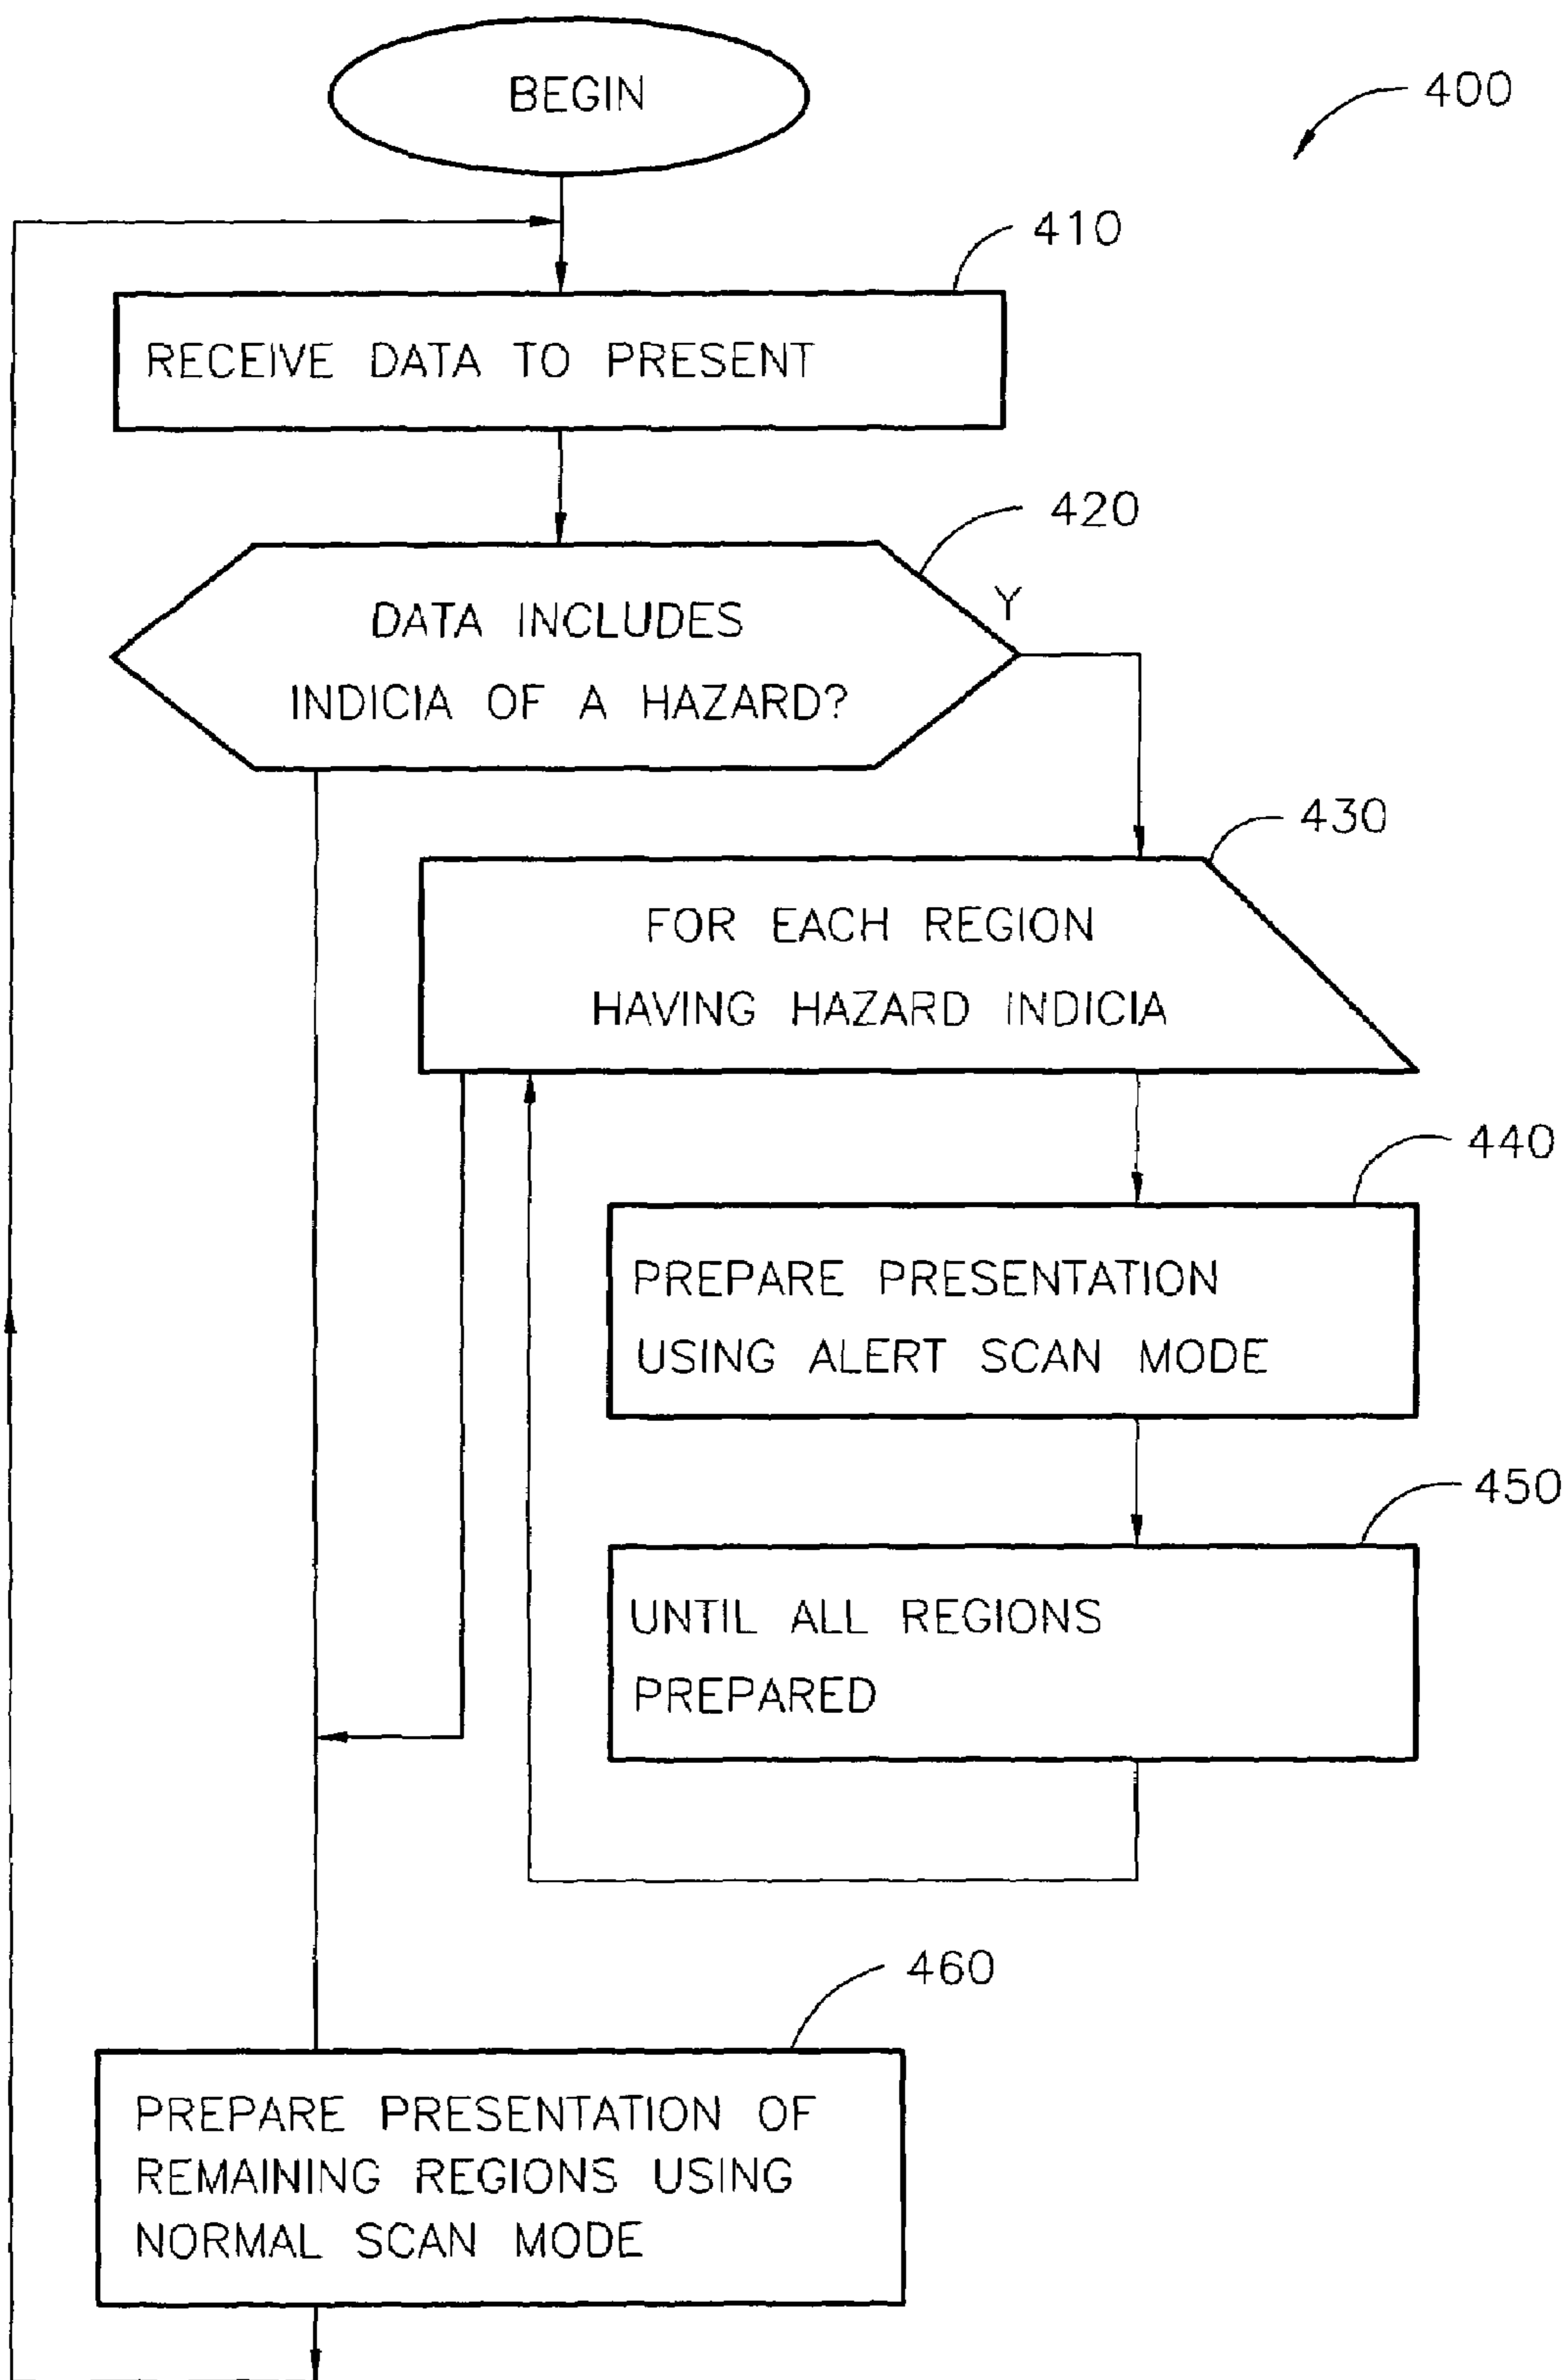 BEGIN
400
410
RECEIVE DATA TO PRESENT
420
DATA INCLUDES
INDICIA OF A HAZARD?
Y
430
FOR EACH REGION
HAVING HAZARD INDICIA
440
PREPARE PRESENTATION
USING ALERT SCAN MODE
450
UNTIL ALL REGIONS
PREPARED
460
PREPARE PRESENTATION OF
REMAINING REGIONS USING
NORMAL SCAN MODE